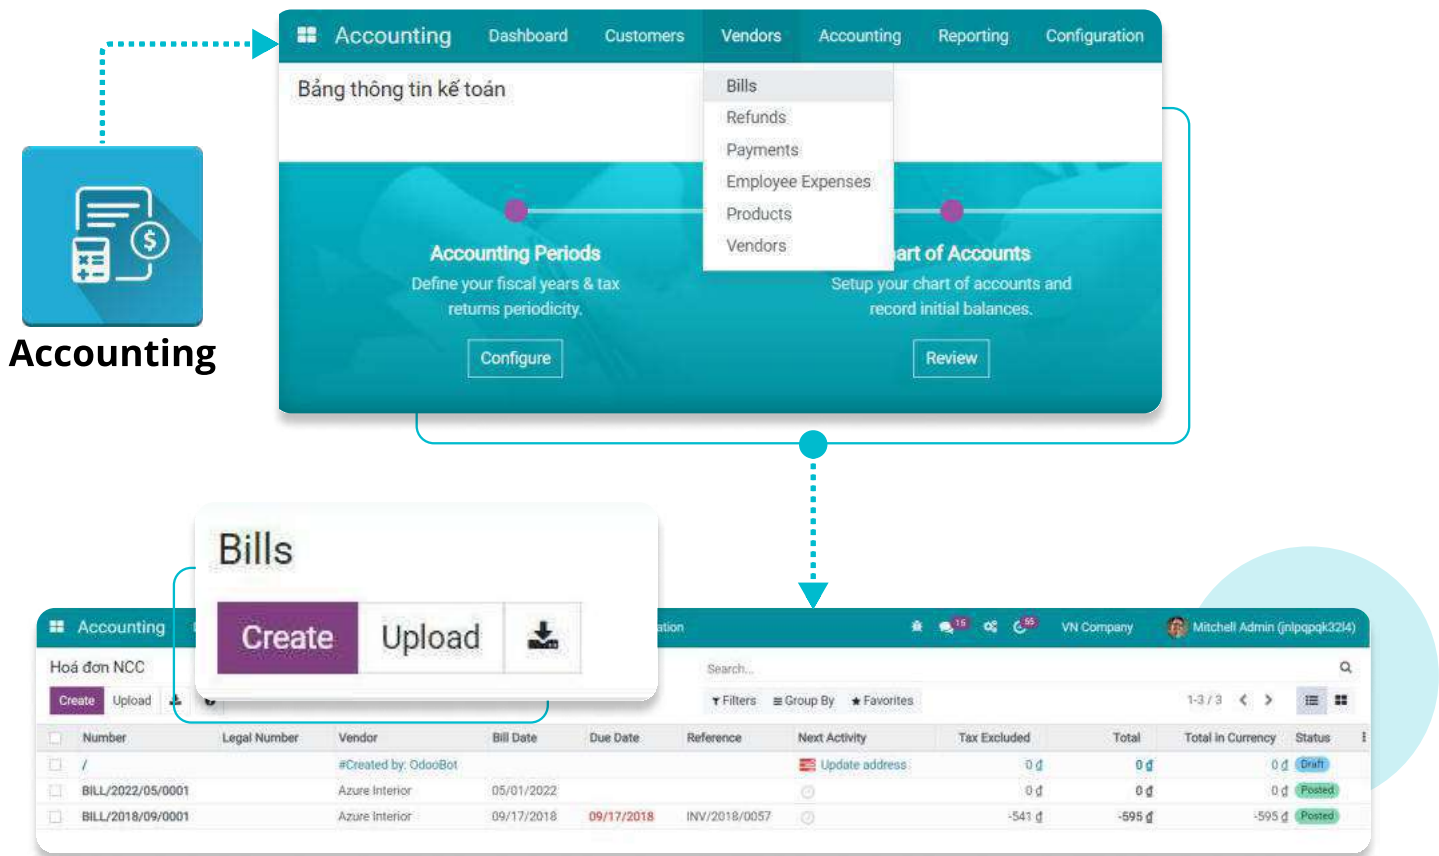 Accounting Dashboard Customers Vendors Accounting Reporting Configuration
Bảng thông tin kế toán
Bills
Refunds
Payments
Employee Expenses
Products
Vendors
Accounting Periods
Define your fiscal years & tax
returns periodicity.
Configure
art of Accounts
Setup your chart of accounts and
record initial balances.
Review
Accounting
Bills
Create Upload
Accounting ation 15 55 VN Company Mitchell Admin (jnlpqpqk32l4)
Hoá đơn NCC Search...
Create Upload Filters Group By Favorites 1-3 / 3
Number Legal Number Vendor Bill Date Due Date Reference Next Activity Tax Excluded Total Total in Currency Status
/ #Created by: OdooBot Update address 0 ₫ 0 ₫ 0 ₫ Draft
BILL/2022/05/0001 Azure Interior 05/01/2022 0 ₫ 0 ₫ 0 ₫ Posted
BILL/2018/09/0001 Azure Interior 09/17/2018 09/17/2018 INV/2018/0057 -541 ₫ -595 ₫ -595 ₫ Posted